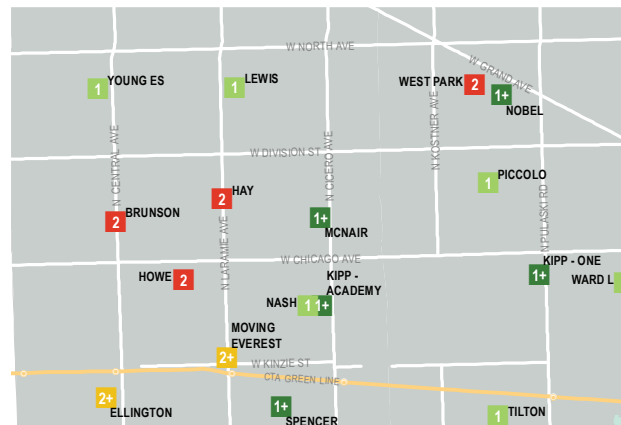 W NORTH AVE
W GRAND AVE
1 YOUNG ES
1 LEWIS
WEST PARK 2
1+ NOBEL
N KOSTNER AVE
N CENTRAL AVE
N CICERO AVE
W DIVISION ST
1 PICCOLO
2 HAY
N LARAMIE AVE
2 BRUNSON
1+ MCNAIR
N PULASKI RD
W CHICAGO AVE
KIPP - ONE
1+
WARD L
HOWE 2
KIPP -
ACADEMY
NASH 1 1+
MOVING
EVEREST
2+
W KINZIE ST
CTA GREEN LINE
2+
ELLINGTON
1+
SPENCER
1 TILTON